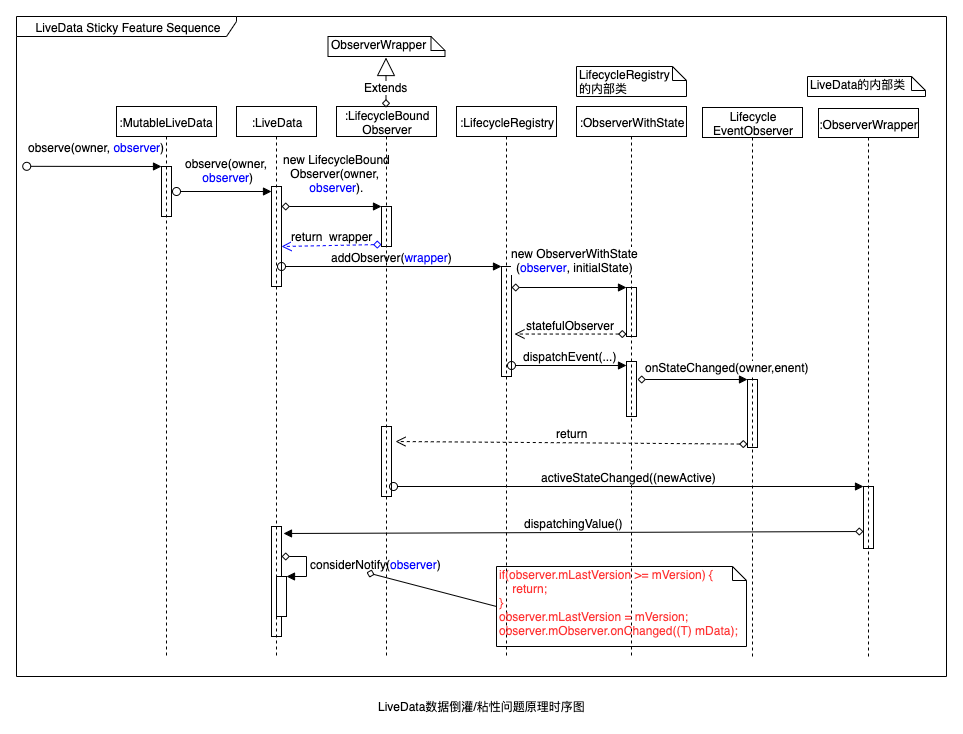 LiveData Sticky Feature Sequence
ObserverWrapper
Extends
LifecycleRegistry
的内部类
LiveData的内部类
:MutableLiveData
:LiveData
:LifecycleBound
Observer
:LifecycleRegistry
:ObserverWithState
Lifecycle
EventObserver
:ObserverWrapper
observe(owner, observer)
observe(owner,
observer)
new LifecycleBound
Observer(owner,
observer).
return  wrapper
addObserver(wrapper)
new ObserverWithState
(observer, initialState)
statefulObserver
dispatchEvent(...)
onStateChanged(owner,enent)
return
activeStateChanged((newActive)
dispatchingValue()
considerNotify(observer)
if(observer.mLastVersion >= mVersion) {
return;
}
observer.mLastVersion = mVersion;
observer.mObserver.onChanged((T) mData);
LiveData数据倒灌/粘性问题原理时序图